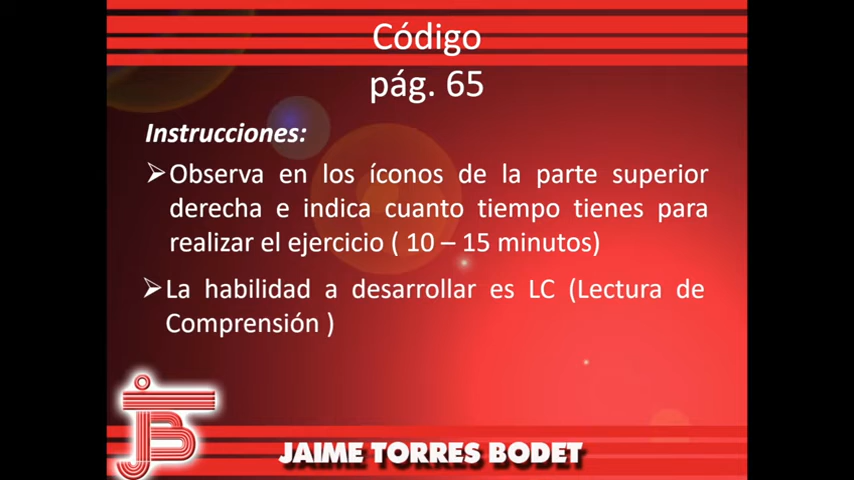 Código
pág. 65
Instrucciones:
Observa en los íconos de la parte superior
derecha e indica cuanto tiempo tienes para
realizar el ejercicio ( 10 – 15 minutos)
La habilidad a desarrollar es LC (Lectura de
Comprensión )
JTB
JAIME TORRES BODET